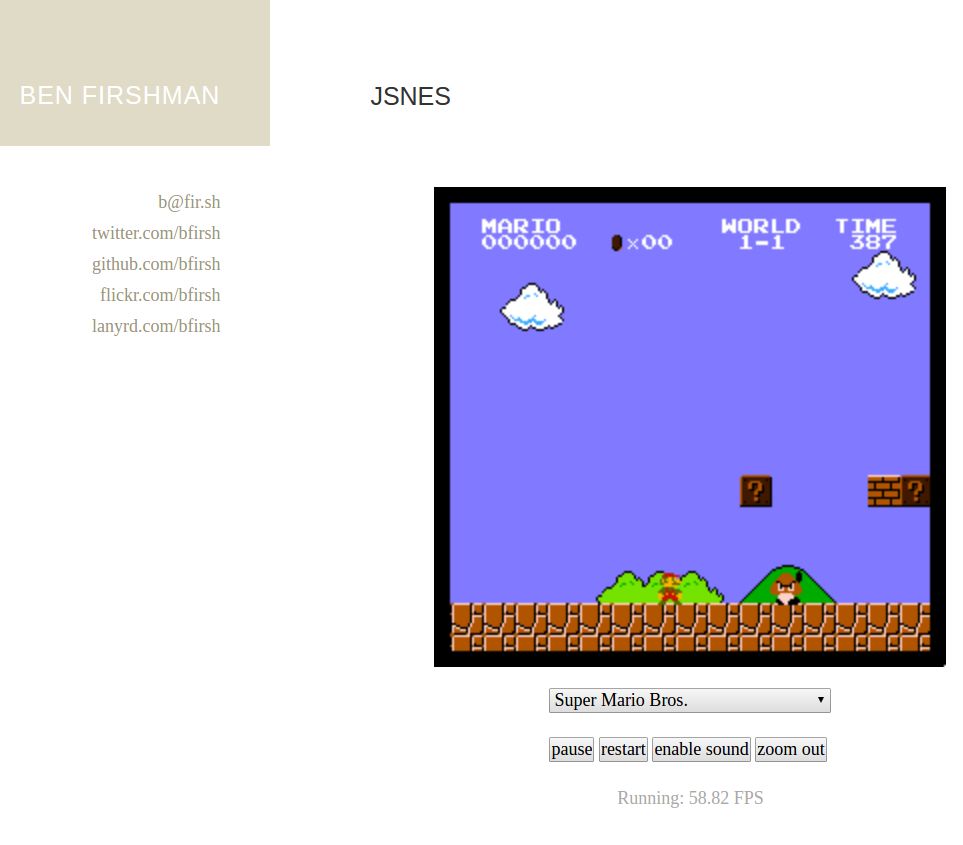 BEN FIRSHMAN
JSNES
b@fir.sh
twitter.com/bfirsh
github.com/bfirsh
flickr.com/bfirsh
lanyrd.com/bfirsh
MARIO WORLD TIME
000000 ×00 1-1 387
? ?
Super Mario Bros.
pause restart enable sound zoom out
Running: 58.82 FPS